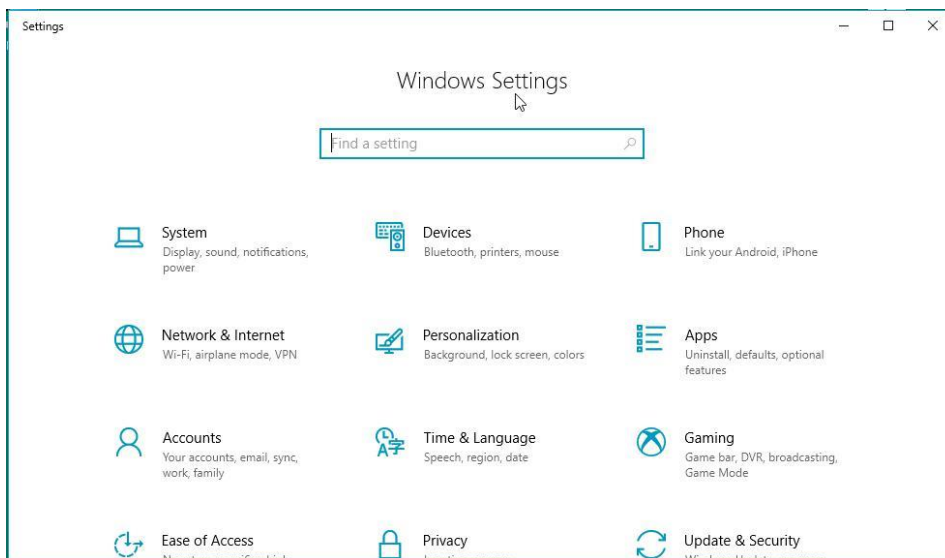 Settings
Windows Settings
Find a setting
System
Display, sound, notifications,
power
Devices
Bluetooth, printers, mouse
Phone
Link your Android, iPhone
Network & Internet
Wi-Fi, airplane mode, VPN
Personalization
Background, lock screen, colors
Apps
Uninstall, defaults, optional
features
Accounts
Your accounts, email, sync,
work, family
Time & Language
Speech, region, date
Gaming
Game bar, DVR, broadcasting,
Game Mode
Ease of Access
Privacy
Update & Security